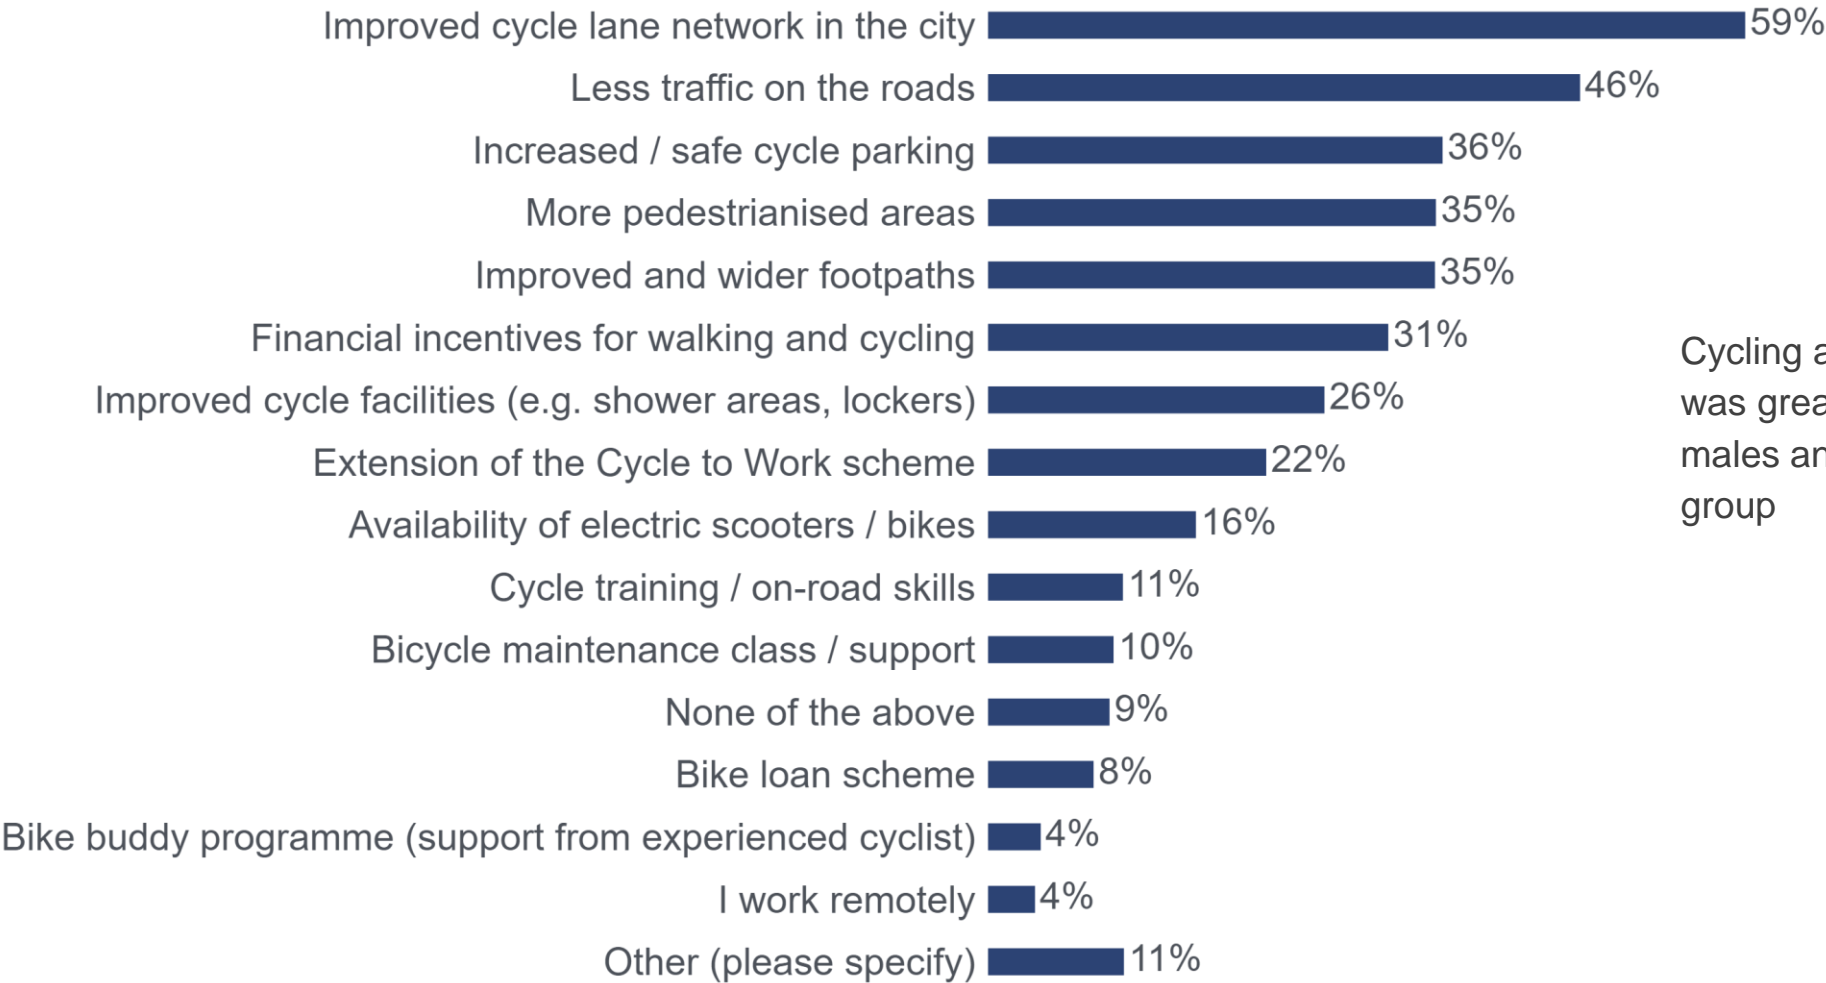 Improved cycle lane network in the city 59%
Less traffic on the roads 46%
Increased / safe cycle parking 36%
More pedestrianised areas 35%
Improved and wider footpaths 35%
Financial incentives for walking and cycling 31%
Improved cycle facilities (e.g. shower areas, lockers) 26%
Extension of the Cycle to Work scheme 22%
Availability of electric scooters / bikes 16%
Cycle training / on-road skills 11%
Bicycle maintenance class / support 10%
None of the above 9%
Bike loan scheme 8%
Bike buddy programme (support from experienced cyclist) 4%
I work remotely 4%
Other (please specify) 11%
Cycling
was
males
group